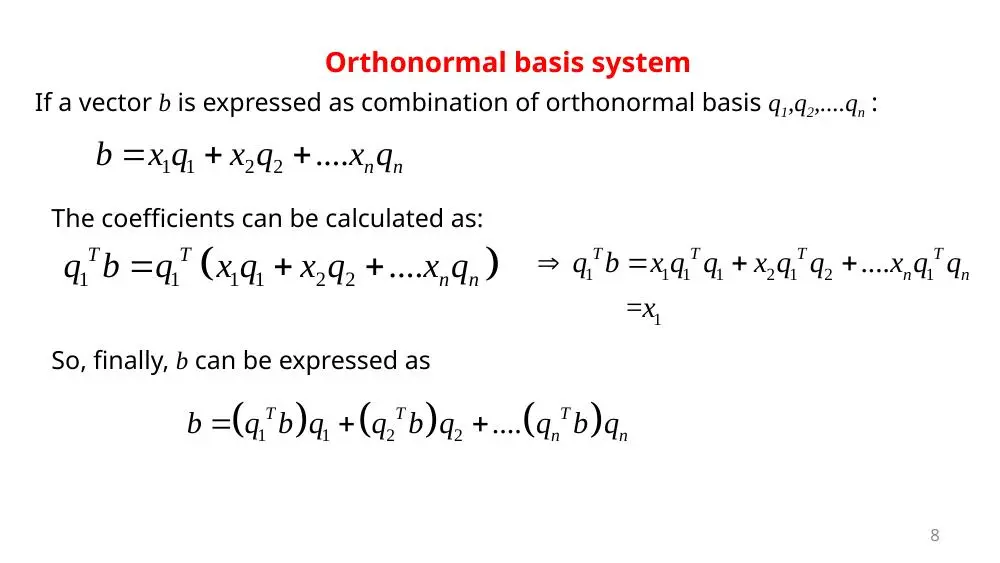 Orthonormal basis system
If a vector b is expressed as combination of orthonormal basis q₁,q₂,....qₙ :
b = x₁q₁ + x₂q₂ + ....xₙqₙ
The coefficients can be calculated as:
q₁ᵀb = q₁ᵀ(x₁q₁ + x₂q₂ + ....xₙqₙ) ⇒ q₁ᵀb = x₁q₁ᵀq₁ + x₂q₁ᵀq₂ + ....xₙq₁ᵀqₙ
=x₁
So, finally, b can be expressed as
b = (q₁ᵀb)q₁ + (q₂ᵀb)q₂ + ....(qₙᵀb)qₙ
8